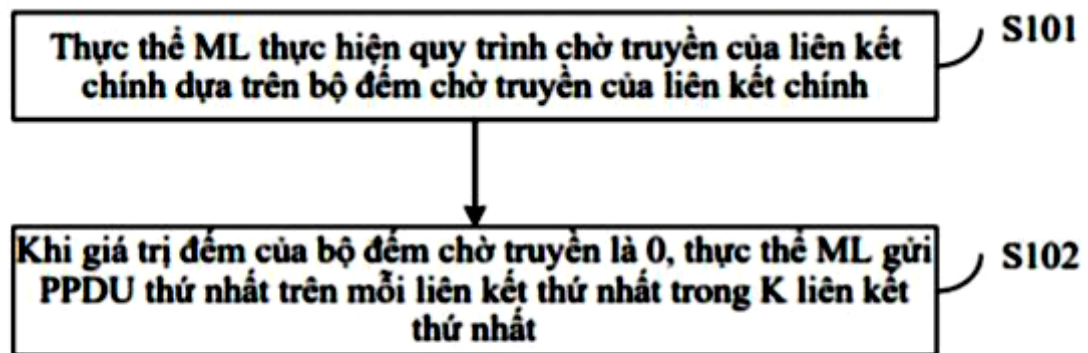 Thực thể ML thực hiện quy trình chờ truyền của liên kết
chính dựa trên bộ đếm chờ truyền của liên kết chính
S101
Khi giá trị đếm của bộ đếm chờ truyền là 0, thực thể ML gửi
PPDU thứ nhất trên mỗi liên kết thứ nhất trong K liên kết
thứ nhất
S102